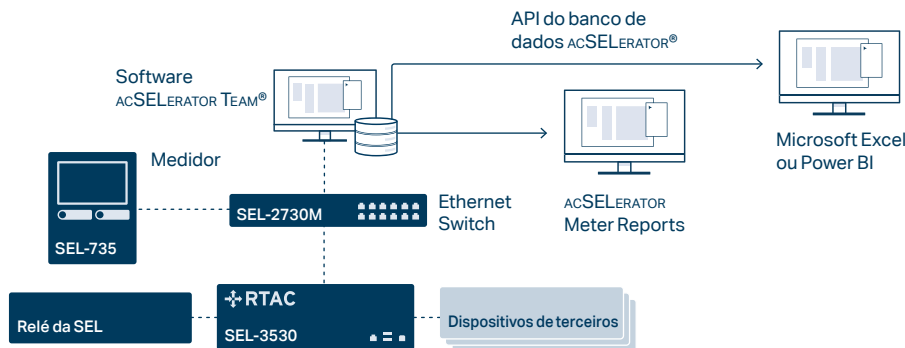 API do banco de
dados ACSELERATOR®
Software
ACSELERATOR TEAM®
Microsoft Excel
ou Power BI
Medidor
SEL-735
SEL-2730M
Ethernet
Switch
ACSELERATOR
Meter Reports
RTAC
SEL-3530
Relé da SEL
Dispositivos de terceiros